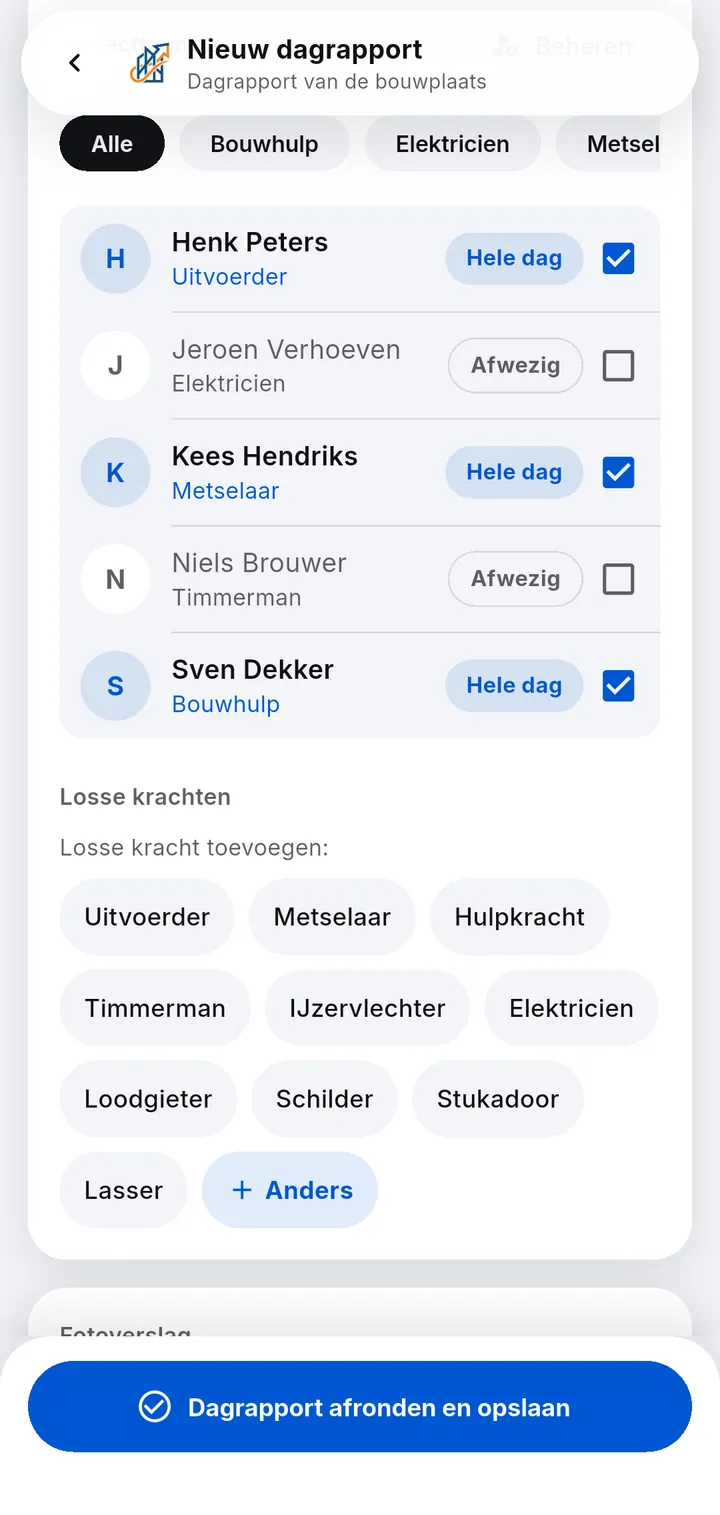 Nieuw dagrapport
Beheren
Dagrapport van de bouwplaats
Alle
Bouwhulp
Elektricien
Metsel
H
Henk Peters
Uitvoerder
Hele dag
J
Jeroen Verhoeven
Elektricien
Afwezig
K
Kees Hendriks
Metselaar
Hele dag
N
Niels Brouwer
Timmerman
Afwezig
S
Sven Dekker
Bouwhulp
Hele dag
Losse krachten
Losse kracht toevoegen:
Uitvoerder
Metselaar
Hulpkracht
Timmerman
IJzervlechter
Elektricien
Loodgieter
Schilder
Stukadoor
Lasser
+ Anders
Fotoverslag
Dagrapport afronden en opslaan